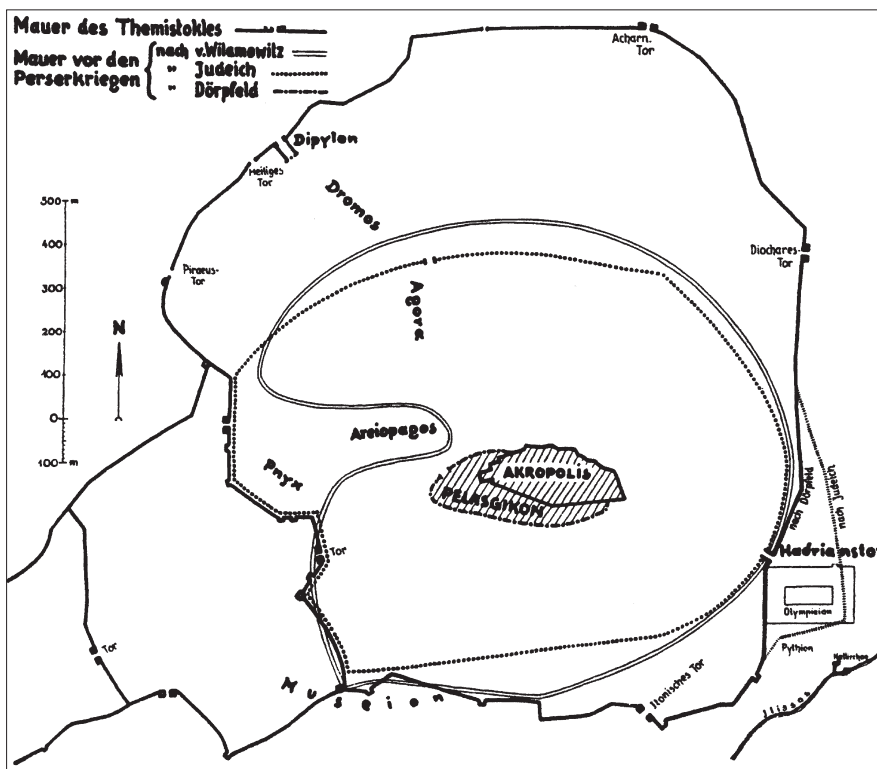 Mauer des Themistokles
Mauer vor den Perserkriegen
nach v. Wilamowitz
" Judeich
" Dörpfeld
Acharn. Tor
Dipylon
Heiliges Tor
Dromos
500 m
400
300
200
100
0
100 m
N
Piraeus-Tor
Diochares-Tor
Agora
Areiopagos
Pnyx
AKROPOLIS
PELASGIKON
nach Dörpfeld
nach Judeich
Tor
Hadrianstor
Olympieion
Pythion
Tor
Museion
Itonisches Tor
Ilissos